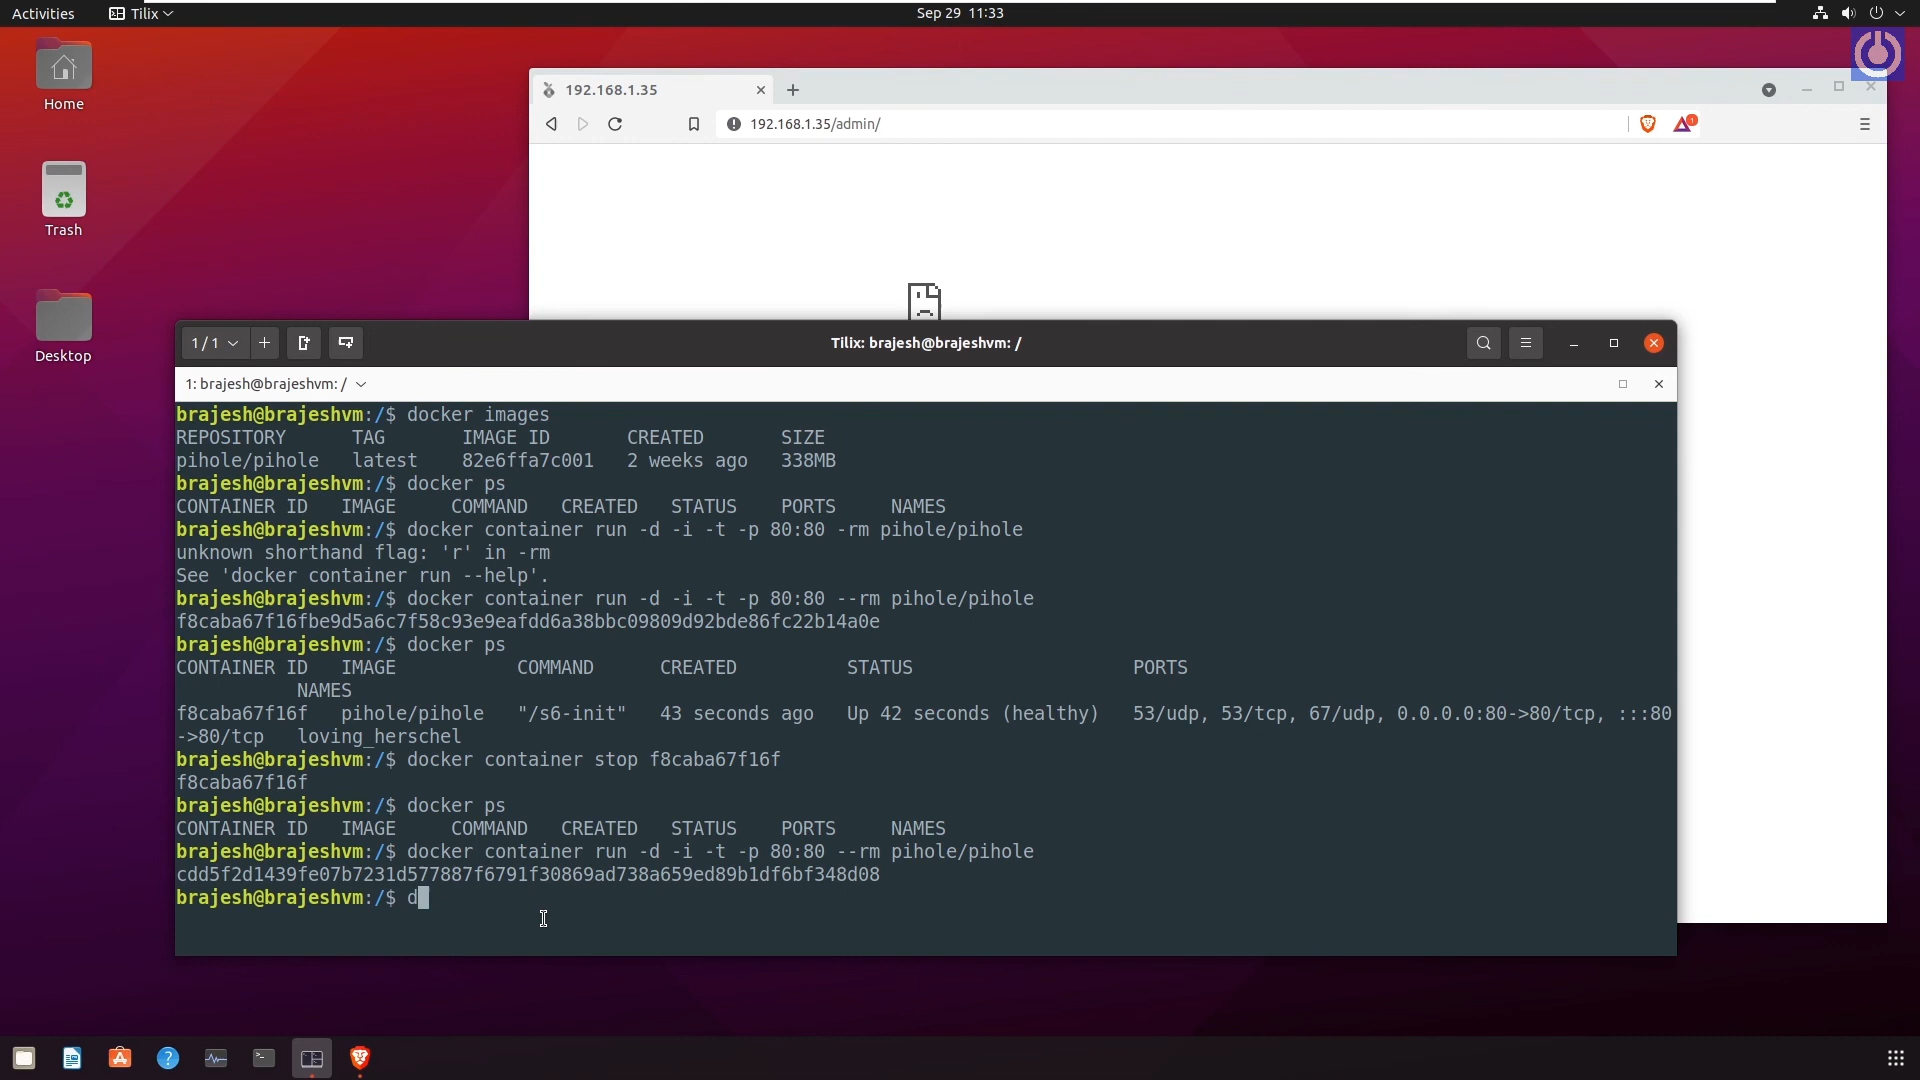 Activities
Tilix
Sep 29 11:33
Home
Trash
Desktop
192.168.1.35
192.168.1.35/admin/
1
1 / 1
Tilix: brajesh@brajeshvm: /
1: brajesh@brajeshvm: /
brajesh@brajeshvm:/$ docker images
REPOSITORY TAG IMAGE ID CREATED SIZE
pihole/pihole latest 82e6ffa7c001 2 weeks ago 338MB
brajesh@brajeshvm:/$ docker ps
CONTAINER ID IMAGE COMMAND CREATED STATUS PORTS NAMES
brajesh@brajeshvm:/$ docker container run -d -i -t -p 80:80 -rm pihole/pihole
unknown shorthand flag: 'r' in -rm
See 'docker container run --help'.
brajesh@brajeshvm:/$ docker container run -d -i -t -p 80:80 --rm pihole/pihole
f8caba67f16fbe9d5a6c7f58c93e9eafdd6a38bbc09809d92bde86fc22b14a0e
brajesh@brajeshvm:/$ docker ps
CONTAINER ID IMAGE COMMAND CREATED STATUS PORTS
NAMES
f8caba67f16f pihole/pihole "/s6-init" 43 seconds ago Up 42 seconds (healthy) 53/udp, 53/tcp, 67/udp, 0.0.0.0:80->80/tcp, :::80
->80/tcp loving_herschel
brajesh@brajeshvm:/$ docker container stop f8caba67f16f
f8caba67f16f
brajesh@brajeshvm:/$ docker ps
CONTAINER ID IMAGE COMMAND CREATED STATUS PORTS NAMES
brajesh@brajeshvm:/$ docker container run -d -i -t -p 80:80 --rm pihole/pihole
cdd5f2d1439fe07b7231d577887f6791f30869ad738a659ed89b1df6bf348d08
brajesh@brajeshvm:/$ d